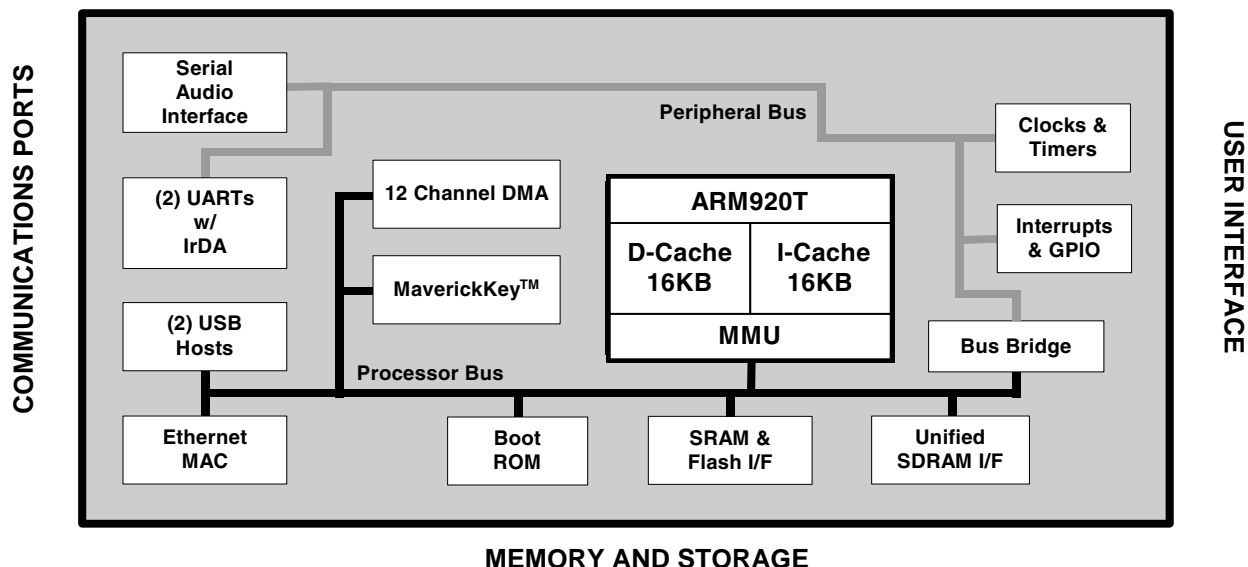 COMMUNICATIONS PORTS
Serial
Audio
Interface
Peripheral Bus
Clocks &
Timers
(2) UARTs
w/
IrDA
12 Channel DMA
ARM920T
D-Cache
16KB
I-Cache
16KB
MMU
Interrupts
& GPIO
MaverickKey™
(2) USB
Hosts
Bus Bridge
Processor Bus
Ethernet
MAC
Boot
ROM
SRAM &
Flash I/F
Unified
SDRAM I/F
USER INTERFACE
MEMORY AND STORAGE